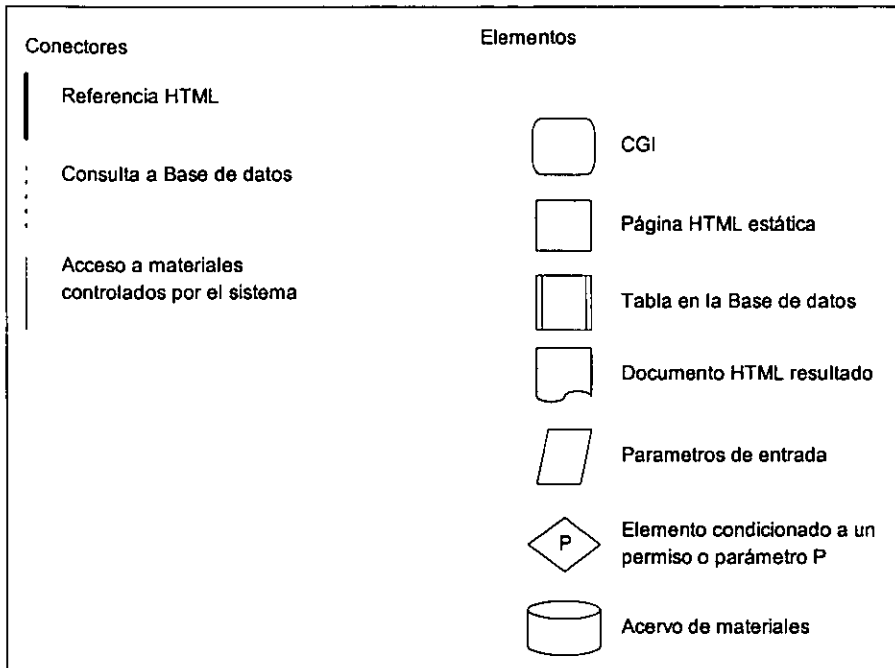 Conectores
Referencia HTML
Consulta a Base de datos
Acceso a materiales
controlados por el sistema
Elementos
CGI
Página HTML estática
Tabla en la Base de datos
Documento HTML resultado
Parametros de entrada
P
Elemento condicionado a un
permiso o parámetro P
Acervo de materiales